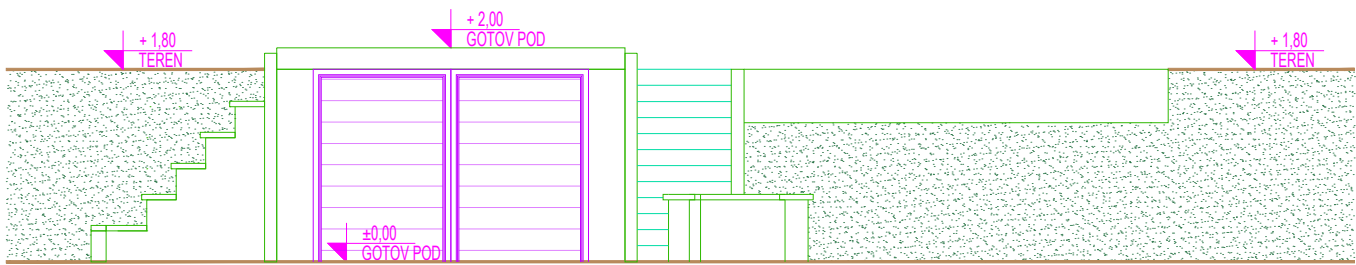 + 2,00
GOTOV POD
+ 1,80
TEREN
+ 1,80
TEREN
±0,00
GOTOV POD